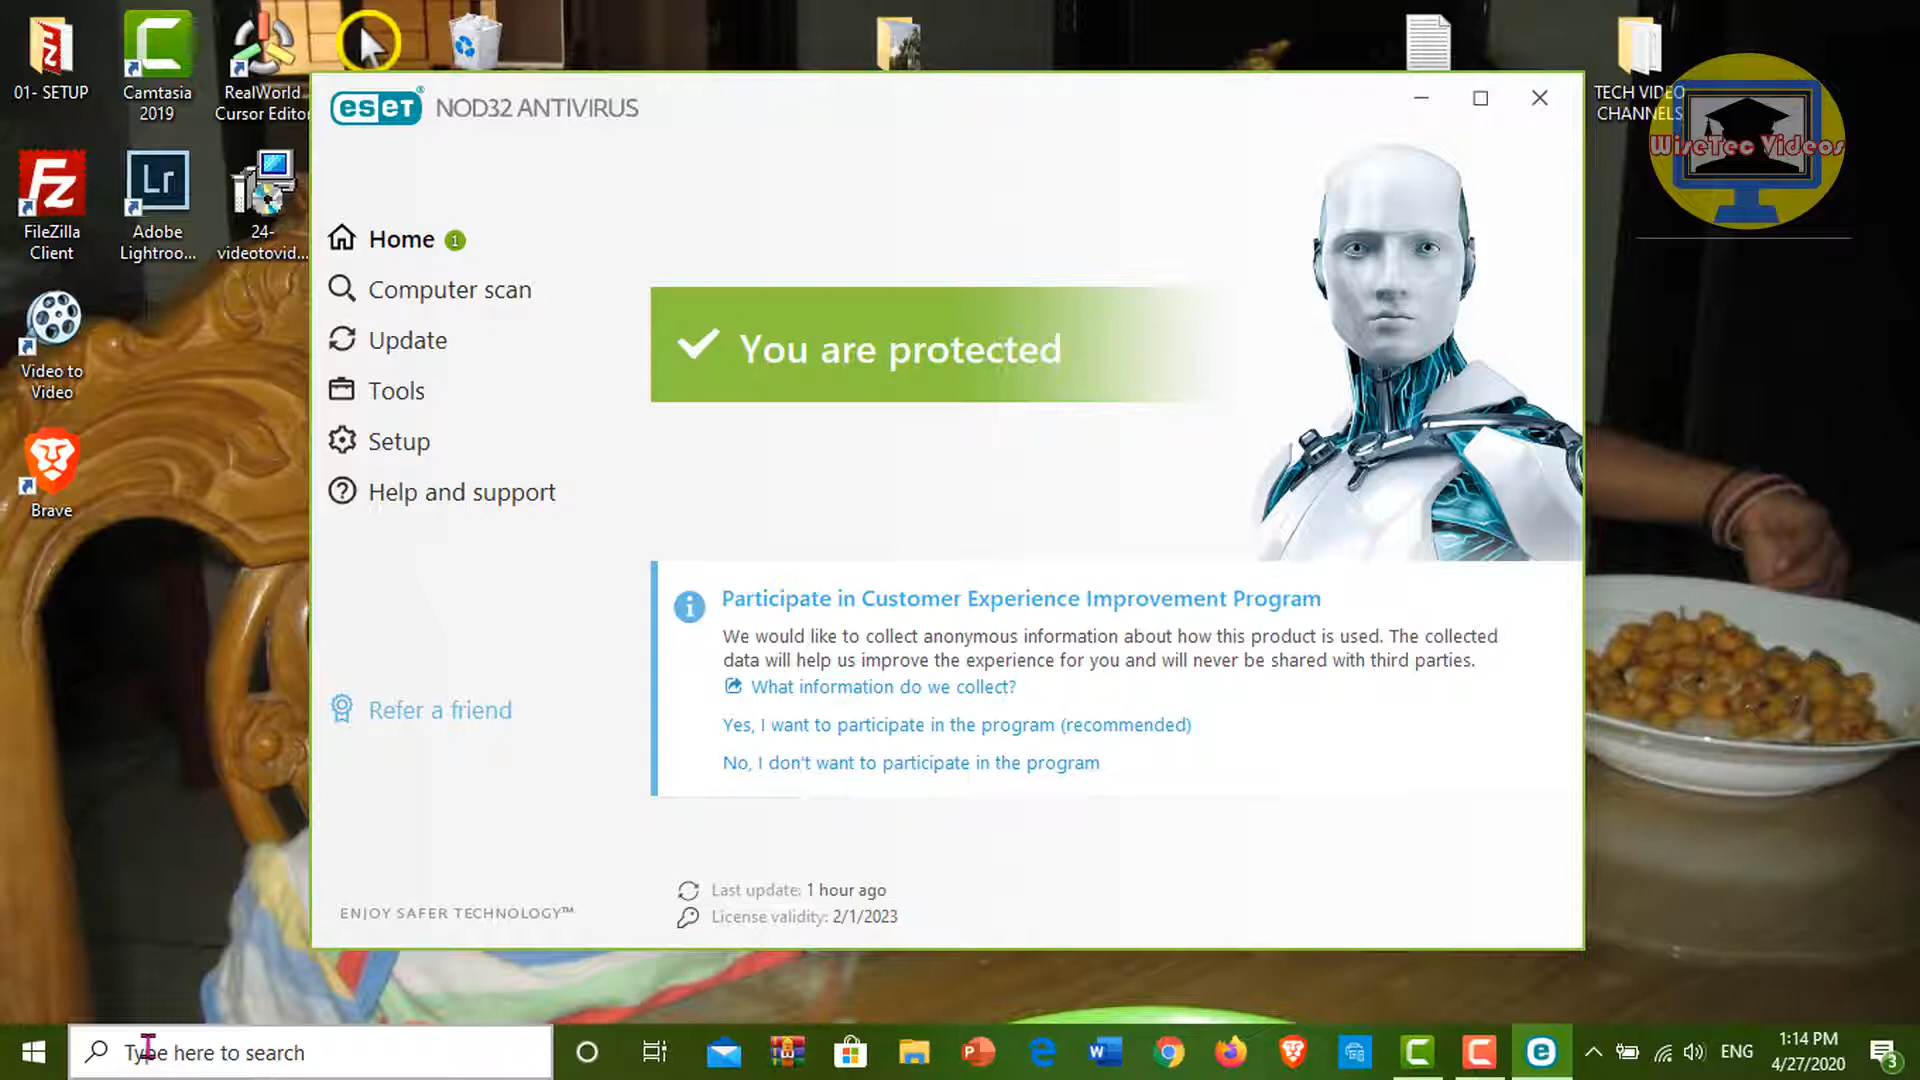 01- SETUP
Camtasia
2019
RealWorld
Cursor Edito
TECH VIDEO
CHANNELS
WiseTec Videos
FileZilla
Client
Adobe
Lightroo...
24-
videotovid...
Video to
Video
Brave
eseT NOD32 ANTIVIRUS
Home 1
Computer scan
Update
Tools
Setup
Help and support
Refer a friend
ENJOY SAFER TECHNOLOGY™
You are protected
Participate in Customer Experience Improvement Program
We would like to collect anonymous information about how this product is used. The collected
data will help us improve the experience for you and will never be shared with third parties.
What information do we collect?
Yes, I want to participate in the program (recommended)
No, I don't want to participate in the program
Last update: 1 hour ago
License validity: 2/1/2023
Type here to search
ENG
1:14 PM
4/27/2020
3